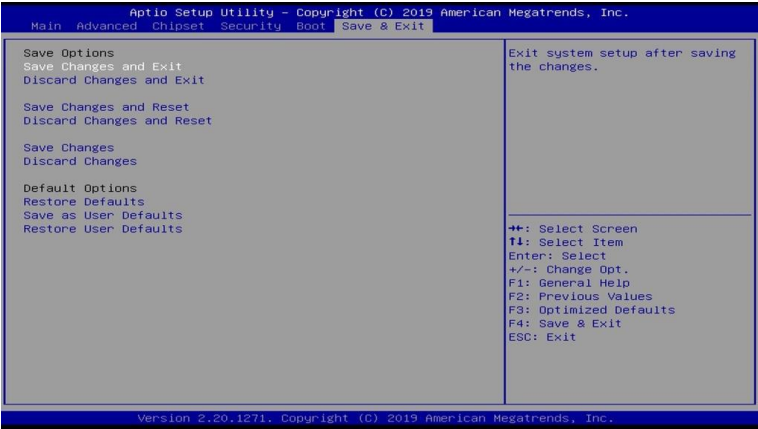 Aptio Setup Utility – Copyright (C) 2019 American Megatrends, Inc.
Main Advanced Chipset Security Boot Save & Exit
Save Options
Save Changes and Exit
Discard Changes and Exit
Save Changes and Reset
Discard Changes and Reset
Save Changes
Discard Changes
Default Options
Restore Defaults
Save as User Defaults
Restore User Defaults
Exit system setup after saving
the changes.
→←: Select Screen
↑↓: Select Item
Enter: Select
+/-: Change Opt.
F1: General Help
F2: Previous Values
F3: Optimized Defaults
F4: Save & Exit
ESC: Exit
Version 2.20.1271. Copyright (C) 2019 American Megatrends, Inc.